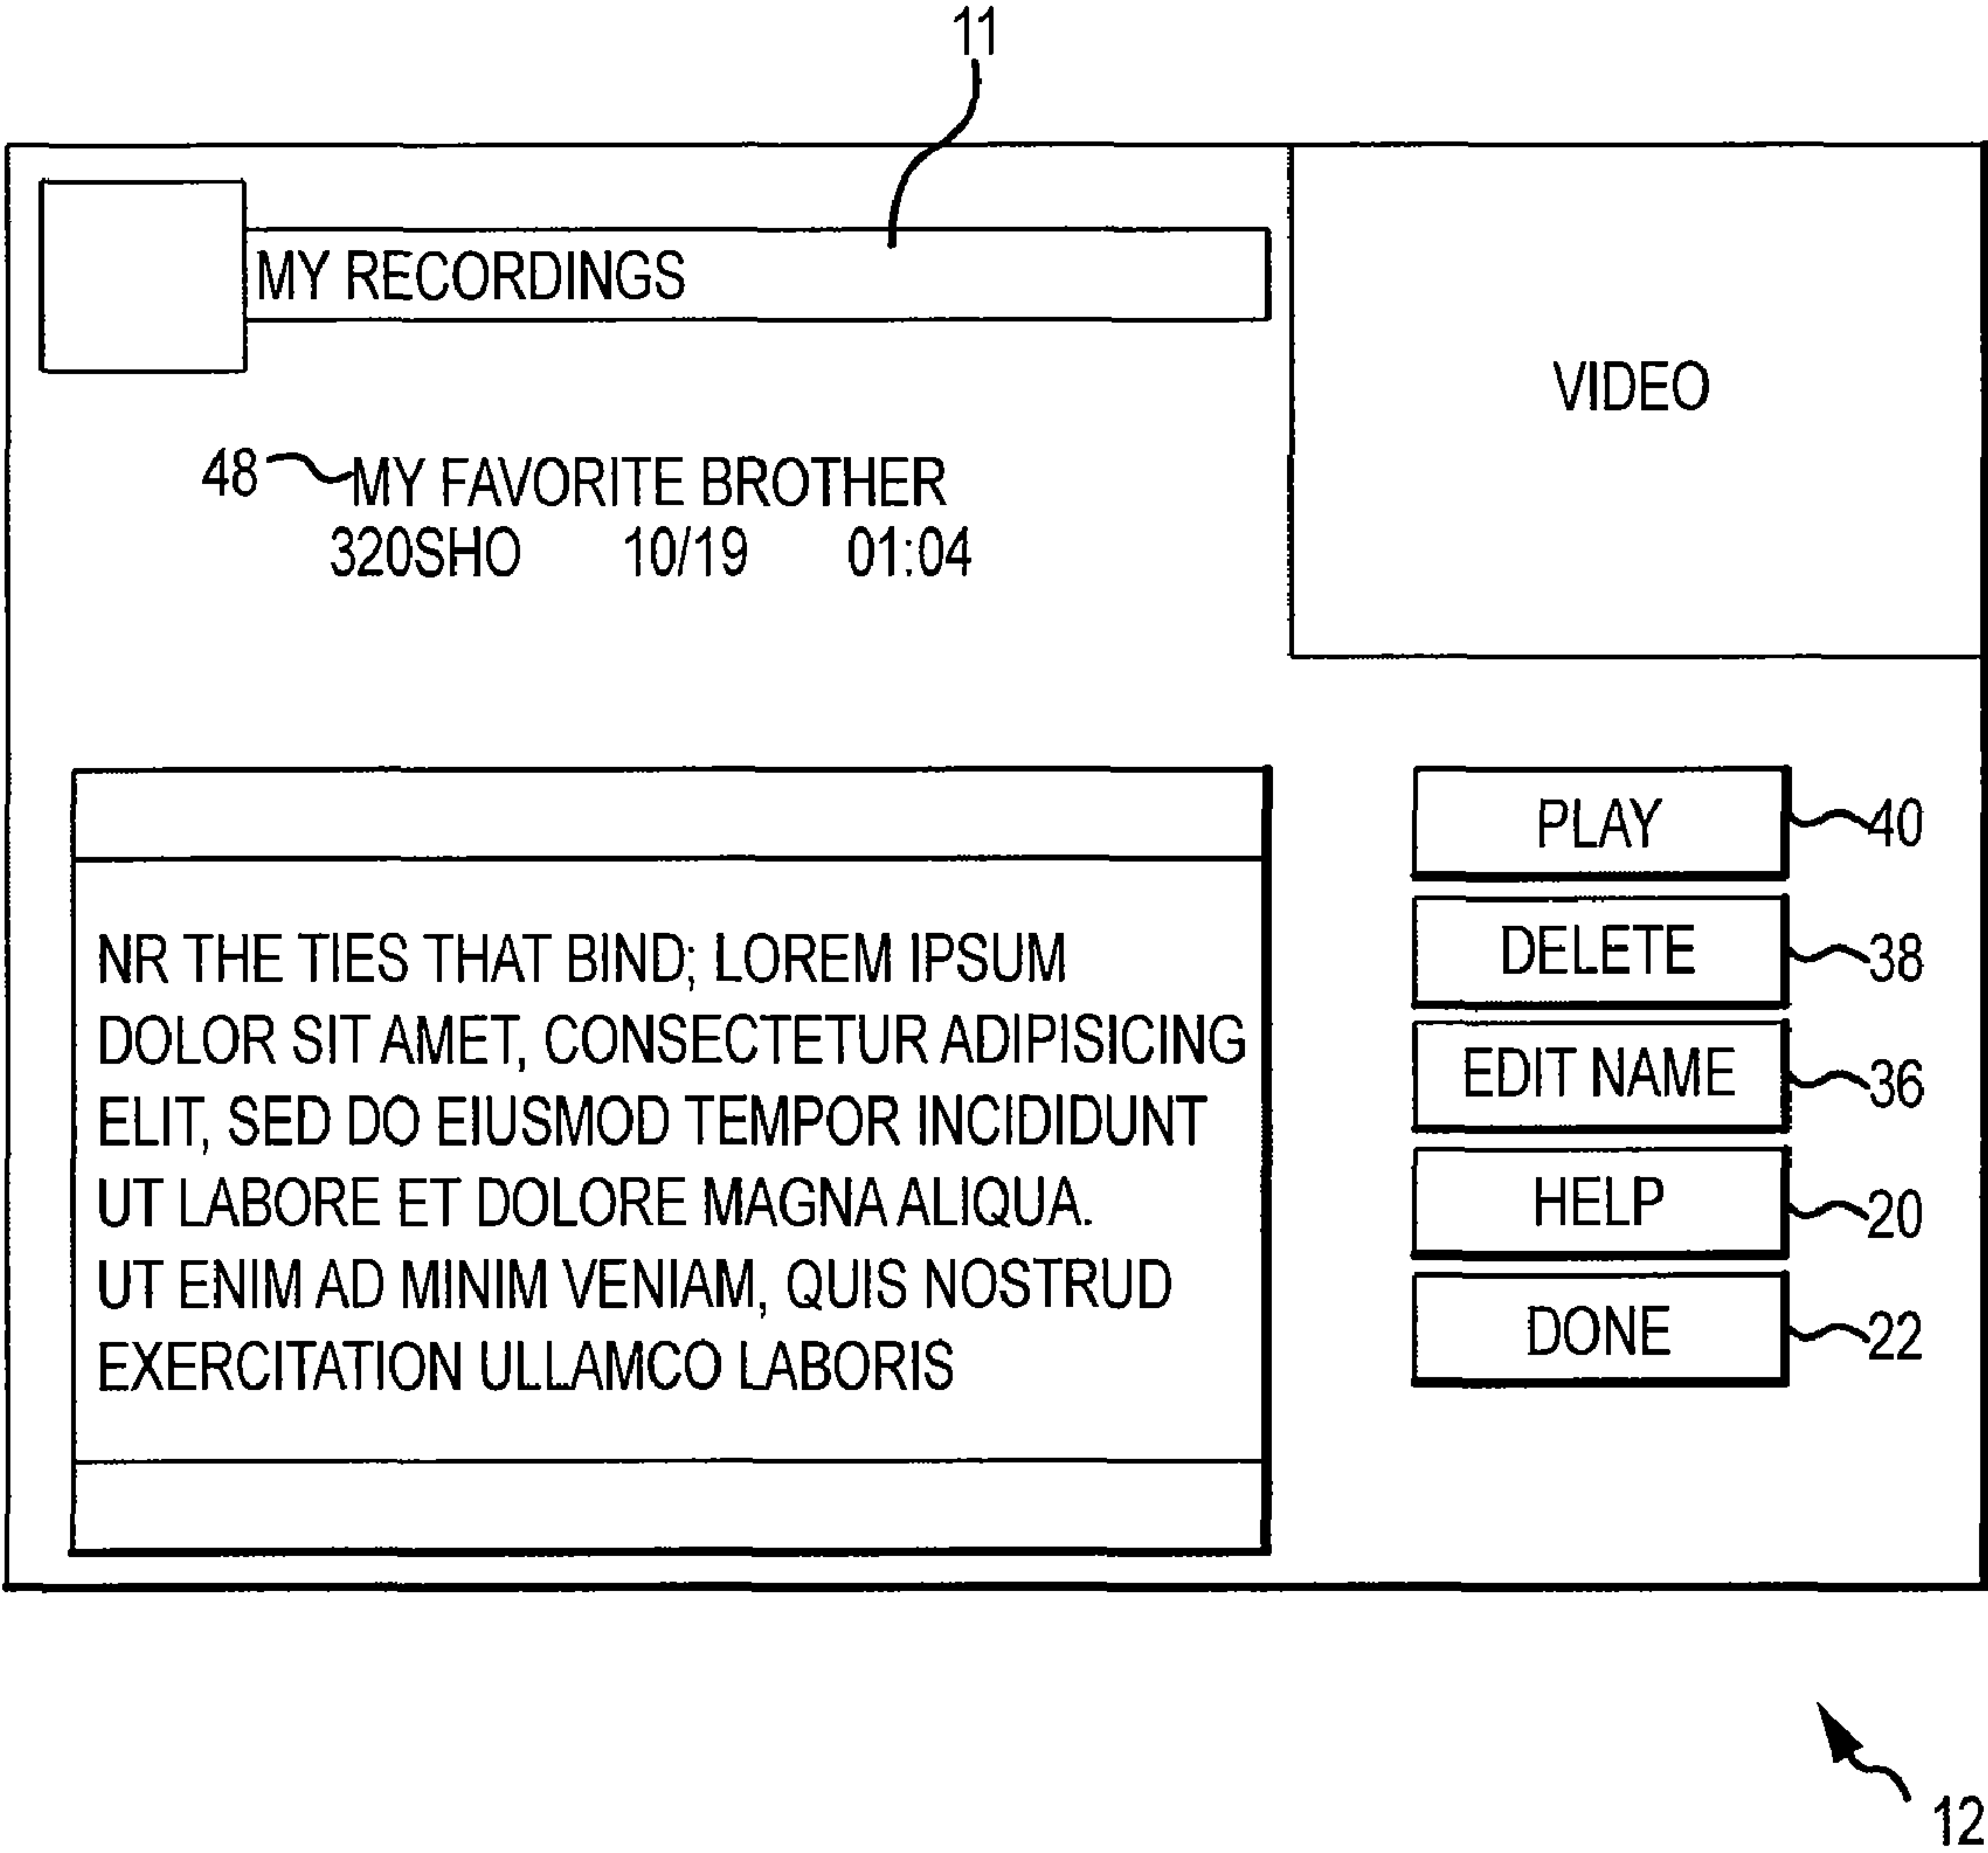 11
MY RECORDINGS
VIDEO
48 MY FAVORITE BROTHER
320SHO 10/19 01:04
NR THE TIES THAT BIND; LOREM IPSUM
DOLOR SIT AMET, CONSECTETUR ADIPISICING
ELIT, SED DO EIUSMOD TEMPOR INCIDIDUNT
UT LABORE ET DOLORE MAGNA ALIQUA.
UT ENIM AD MINIM VENIAM, QUIS NOSTRUD
EXERCITATION ULLAMCO LABORIS
PLAY 40
DELETE 38
EDIT NAME 36
HELP 20
DONE 22
12